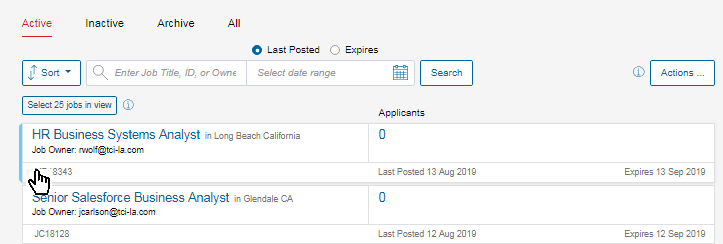 Active Inactive Archive All
Last Posted Expires
Sort Enter Job Title, ID, or Owne Select date range Search Actions ...
Select 25 jobs in view
Applicants
HR Business Systems Analyst in Long Beach California 0
Job Owner: rwolf@tci-la.com
18343 Last Posted 13 Aug 2019 Expires 13 Sep 2019
Senior Salesforce Business Analyst in Glendale CA 0
Job Owner: jcarlson@tci-la.com
JC18128 Last Posted 12 Aug 2019 Expires 12 Sep 2019